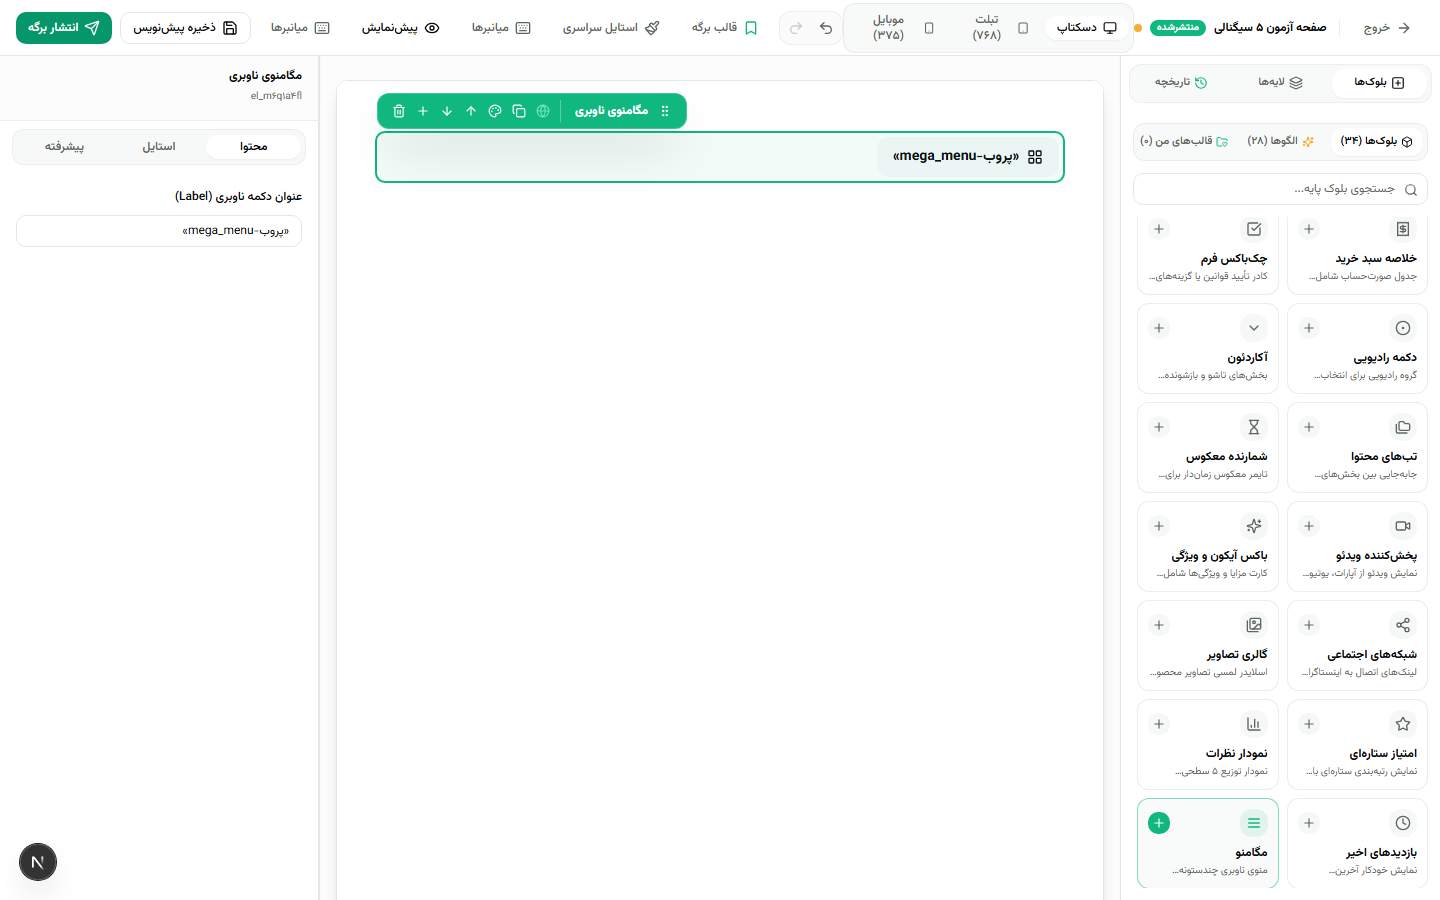 خروج
صفحه آزمون ۵ سیگنالی
منتشرشده
دسکتاپ
تبلت (۷۶۸)
موبایل (۳۷۵)
قالب برگه
استایل سراسری
میانبرها
پیش‌نمایش
میانبرها
ذخیره پیش‌نویس
انتشار برگه
بلوک‌ها
لایه‌ها
تاریخچه
بلوک‌ها (۳۴)
الگوها (۲۸)
قالب‌های من (۰)
جستجوی بلوک پایه...
خلاصه سبد خرید
جدول صورت‌حساب شامل...
چک‌باکس فرم
کادر تأیید قوانین یا گزینه‌های...
دکمه رادیویی
گروه رادیویی برای انتخاب...
آکاردئون
بخش‌های تاشو و بازشونده...
تب‌های محتوا
جابه‌جایی بین بخش‌های...
شمارنده معکوس
تایمر معکوس زمان‌دار برای...
پخش‌کننده ویدئو
نمایش ویدئو از آپارات، یوتیو...
باکس آیکون و ویژگی
کارت مزایا و ویژگی‌ها شامل...
شبکه‌های اجتماعی
لینک‌های اتصال به اینستاگرا...
گالری تصاویر
اسلایدر لمسی تصاویر محصو...
امتیاز ستاره‌ای
نمایش رتبه‌بندی ستاره‌ای با...
نمودار نظرات
نمودار توزیع ۵ سطحی...
بازدیدهای اخیر
نمایش خودکار آخرین...
مگامنو
منوی ناوبری چندستونه...
مگامنوی ناوبری
«پروب-mega_menu»
مگامنوی ناوبری
el_m۶q۱a۴fl
محتوا
استایل
پیشرفته
عنوان دکمه ناوبری (Label)
«پروب-mega_menu»
N